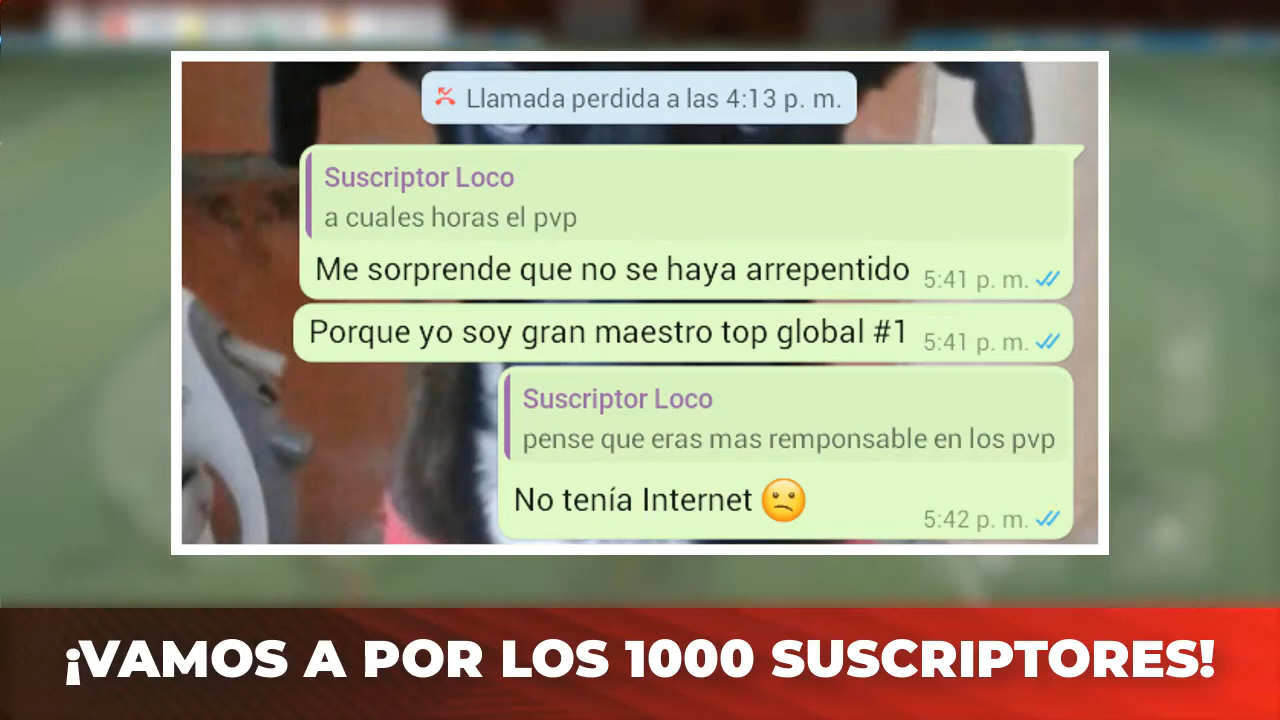 Llamada perdida a las 4:13 p. m.
Suscriptor Loco
a cuales horas el pvp
Me sorprende que no se haya arrepentido 5:41 p. m.
Porque yo soy gran maestro top global #1 5:41 p. m.
Suscriptor Loco
pense que eras mas remponsable en los pvp
No tenía Internet 🫤
5:42 p. m.
¡VAMOS A POR LOS 1000 SUSCRIPTORES!